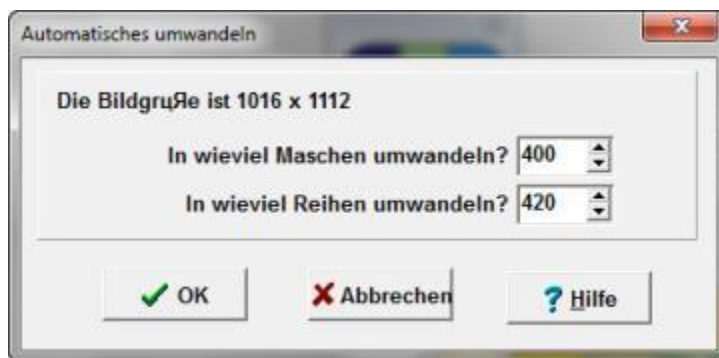 Automatisches umwandeln
Die BildgrцЯe ist 1016 x 1112
In wieviel Maschen umwandeln? 400
In wieviel Reihen umwandeln? 420
OK
Abbrechen
? Hilfe